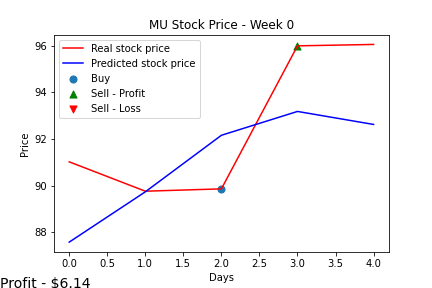 MU Stock Price - Week 0
Real stock price
Predicted stock price
Buy
Sell - Profit
Sell - Loss
Price
96
94
92
90
88
0.0 0.5 1.0 1.5 2.0 2.5 3.0 3.5 4.0
Days
Profit - $6.14